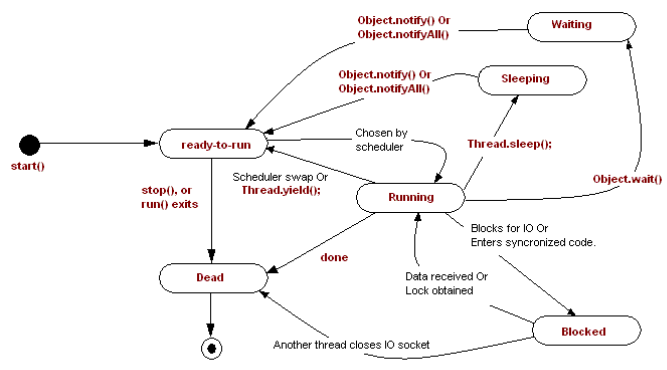 Object.notify() Or
Object.notifyAll()
Waiting
Object.notify() Or
Object.notifyAll()
Sleeping
start()
ready-to-run
Chosen by
scheduler
Thread.sleep();
Scheduler swap Or
Thread.yield();
Object.wait()
stop(), or
run() exits
Running
Blocks for IO Or
Enters syncronized code.
done
Dead
Data received Or
Lock obtained
Another thread closes IO socket
Blocked